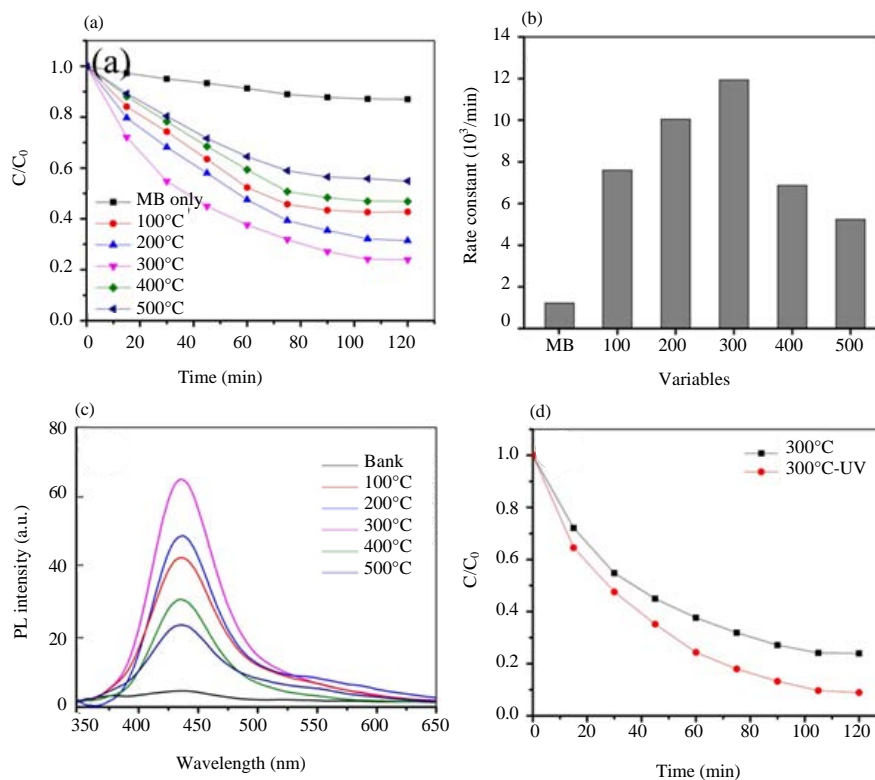 (a)
(a)
1.0
0.8
0.6
0.4
0.2
0.0
C/C0
MB only
100°C
200°C
300°C
400°C
500°C
0 20 40 60 80 100 120
Time (min)
(b)
14
12
10
8
6
4
2
0
Rate constant (10³/min)
MB 100 200 300 400 500
Variables
(c)
80
60
40
20
0
PL intensity (a.u.)
Bank
100°C
200°C
300°C
400°C
500°C
350 400 450 500 550 600 650
Wavelength (nm)
(d)
1.0
0.8
0.6
0.4
0.2
0.0
C/C0
300°C
300°C-UV
0 20 40 60 80 100 120
Time (min)